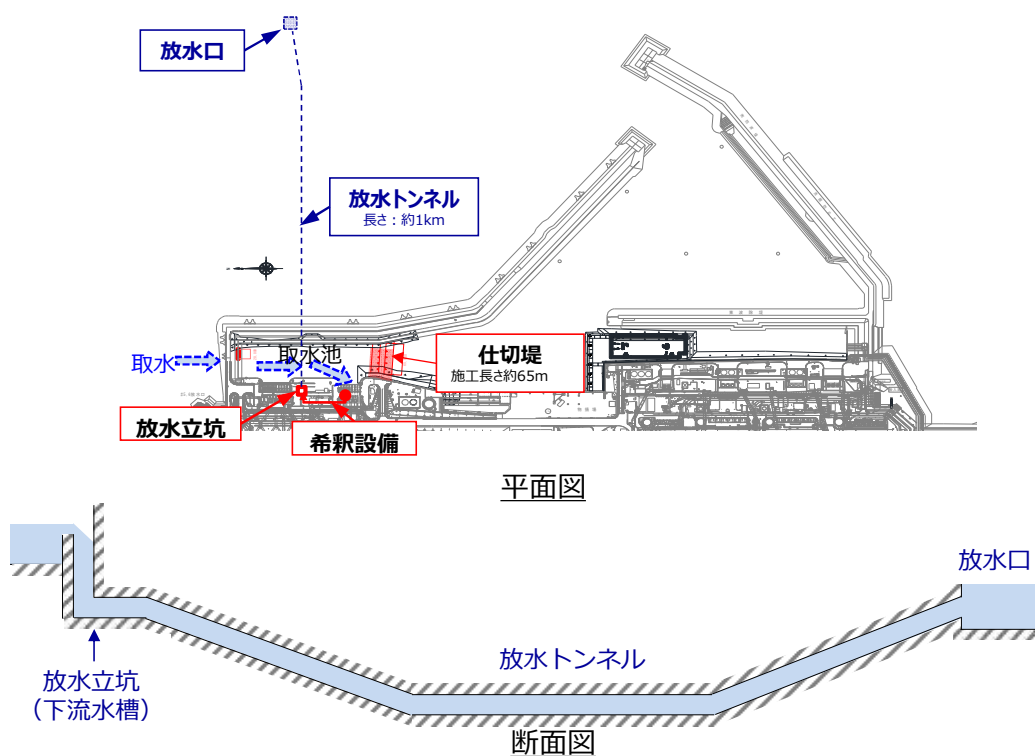 放水口
放水トンネル
長さ：約1km
取水
取水池
仕切堤
施工長さ約65m
放水立坑
希釈設備
平面図
放水口
放水トンネル
放水立坑
（下流水槽）
断面図